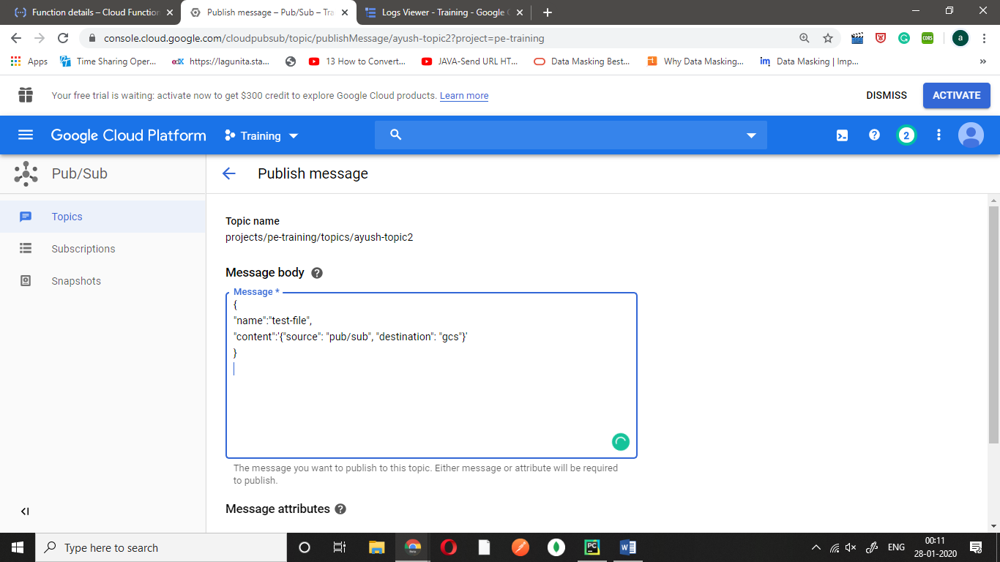 Function details – Cloud Function
Publish message – Pub/Sub – Tra
Logs Viewer - Training - Google
console.cloud.google.com/cloudpubsub/topic/publishMessage/ayush-topic2?project=pe-training
CORS
a
Apps
Time Sharing Oper...
edX
https://lagunita.sta...
13 How to Convert...
JAVA-Send URL HT...
Data Masking Best...
Why Data Masking...
im
Data Masking | Imp...
»
Your free trial is waiting: activate now to get $300 credit to explore Google Cloud products. Learn more
DISMISS
ACTIVATE
Google Cloud Platform
Training
2
Pub/Sub
Publish message
Topics
Subscriptions
Snapshots
Topic name
projects/pe-training/topics/ayush-topic2
Message body
Message *
{
"name":"test-file",
"content":'{"source": "pub/sub", "destination": "gcs"}'
}
The message you want to publish to this topic. Either message or attribute will be required
to publish.
Message attributes
Type here to search
PC
W
ENG
00:11
28-01-2020